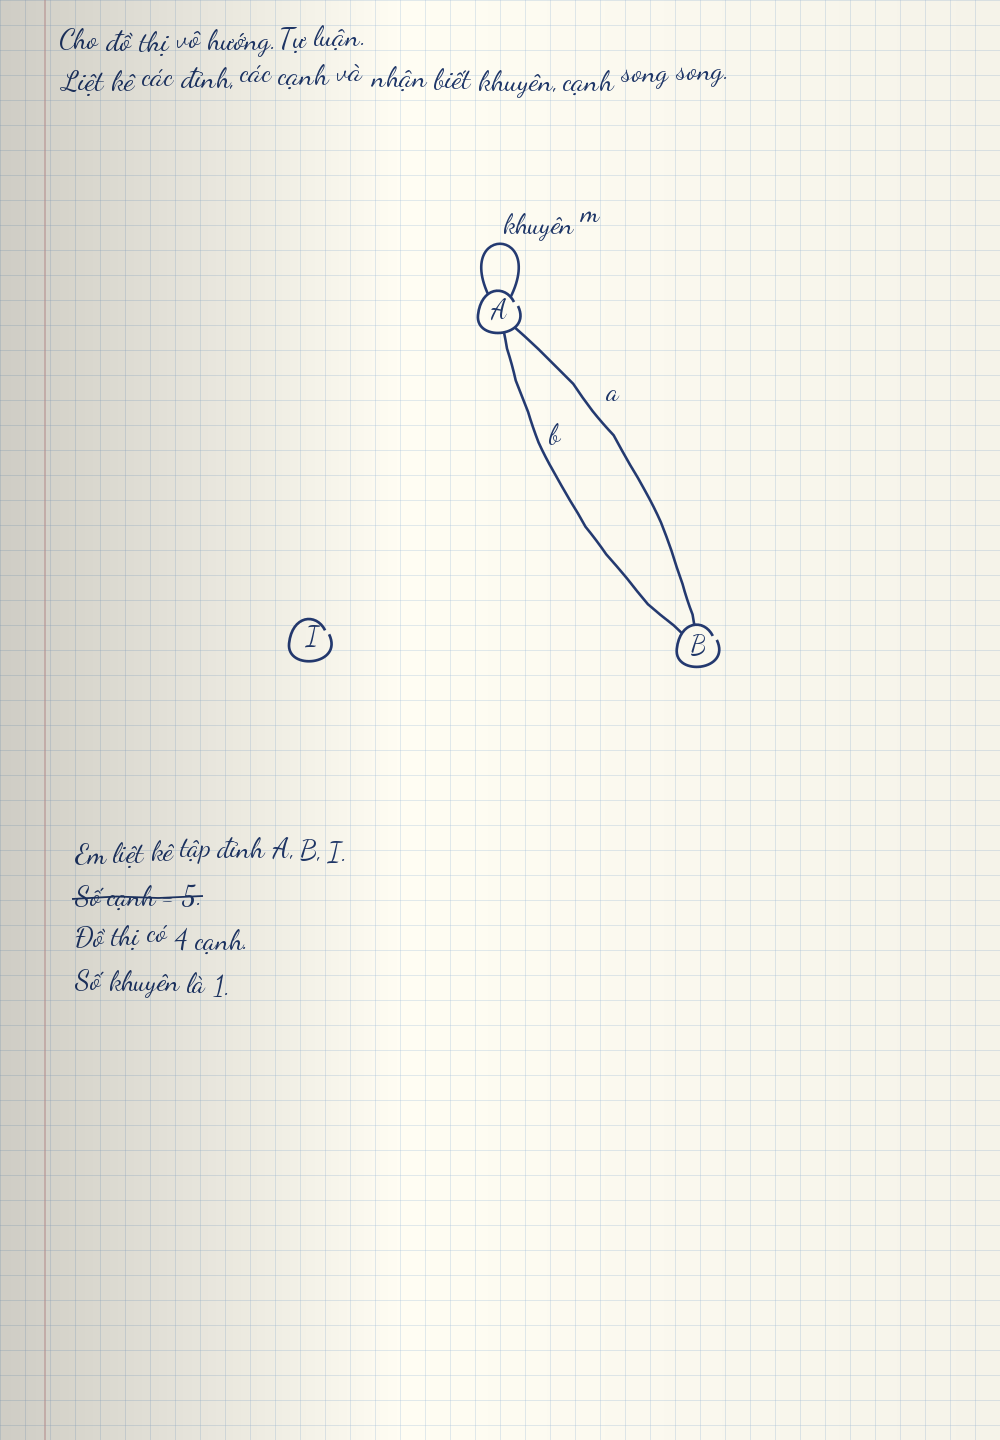 Cho đồ thị vô hướng. Tự luận.
Liệt kê các đỉnh, các cạnh và nhận biết khuyên, cạnh song song.
khuyên m
A
a
b
I
B
Em liệt kê tập đỉnh A, B, I.
Số cạnh = 5.
Đồ thị có 4 cạnh.
Số khuyên là 1.